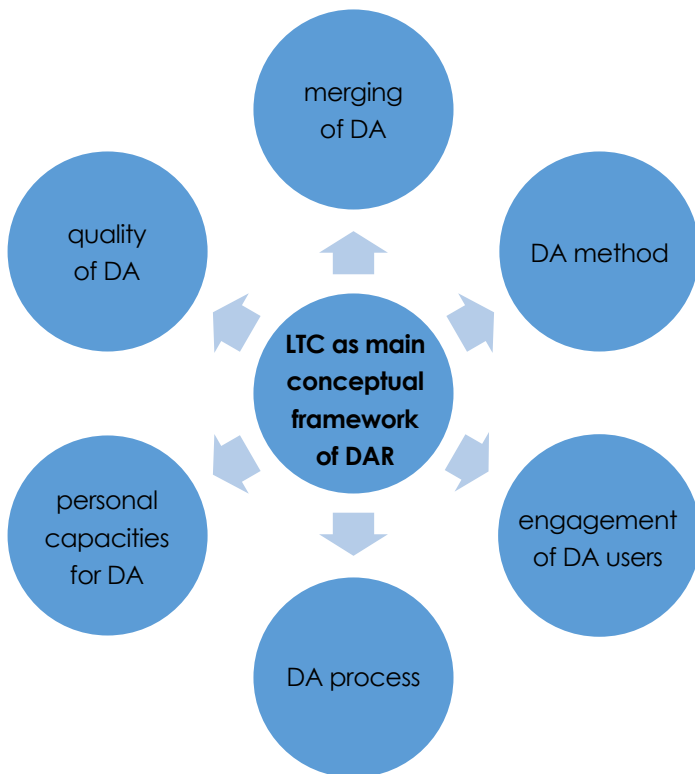 merging
of DA
quality
of DA
DA method
LTC as main
conceptual
framework
of DAR
personal
capacities
for DA
engagement
of DA users
DA process